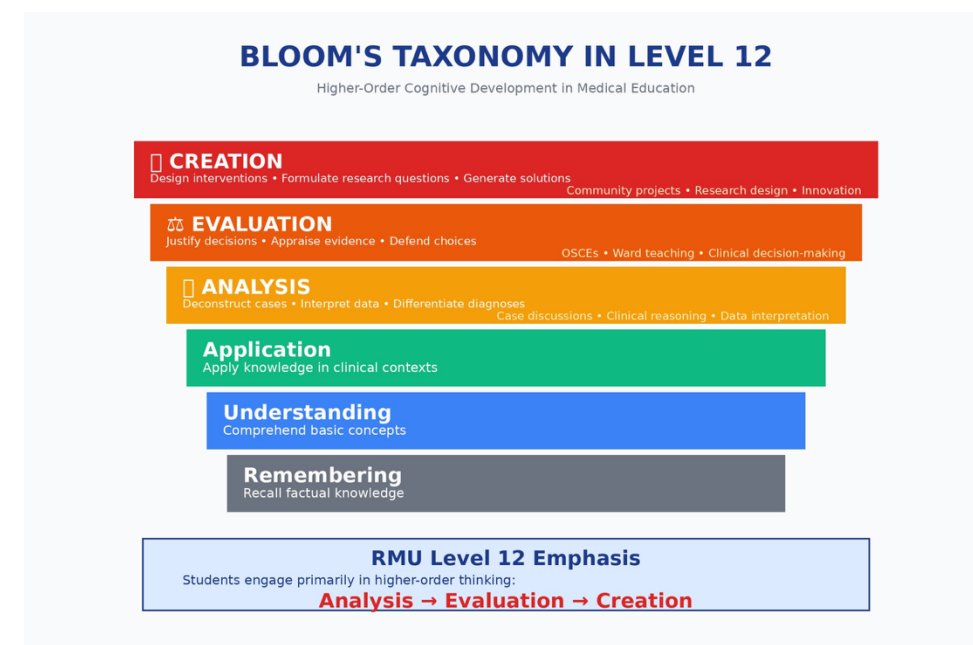 BLOOM'S TAXONOMY IN LEVEL 12
Higher-Order Cognitive Development in Medical Education
CREATION
Design interventions • Formulate research questions • Generate solutions
Community projects • Research design • Innovation
⚖ EVALUATION
Justify decisions • Appraise evidence • Defend choices
OSCEs • Ward teaching • Clinical decision-making
ANALYSIS
Deconstruct cases • Interpret data • Differentiate diagnoses
Case discussions • Clinical reasoning • Data interpretation
Application
Apply knowledge in clinical contexts
Understanding
Comprehend basic concepts
Remembering
Recall factual knowledge
RMU Level 12 Emphasis
Students engage primarily in higher-order thinking:
Analysis → Evaluation → Creation